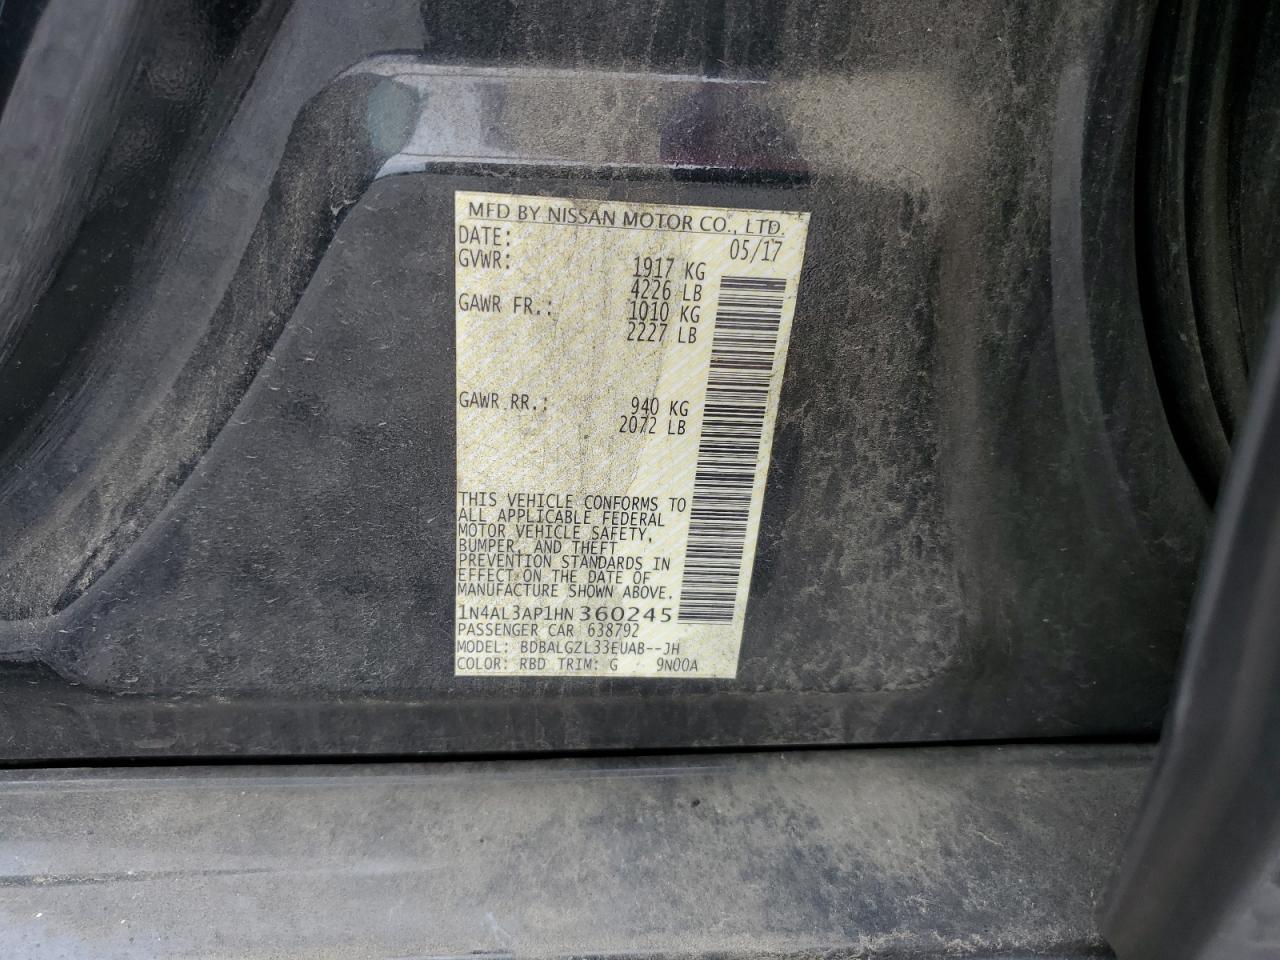 MFD BY NISSAN MOTOR CO., LTD.
DATE: 05/17
GVWR: 1917 KG
4226 LB
GAWR FR.: 1010 KG
2227 LB
GAWR RR.: 940 KG
2072 LB
THIS VEHICLE CONFORMS TO
ALL APPLICABLE FEDERAL
MOTOR VEHICLE SAFETY,
BUMPER, AND THEFT
PREVENTION STANDARDS IN
EFFECT ON THE DATE OF
MANUFACTURE SHOWN ABOVE.
1N4AL3AP1HN 360245
PASSENGER CAR 638792
MODEL: BDBALGZL33EUAB--JH
COLOR: RBD TRIM: G 9N00A